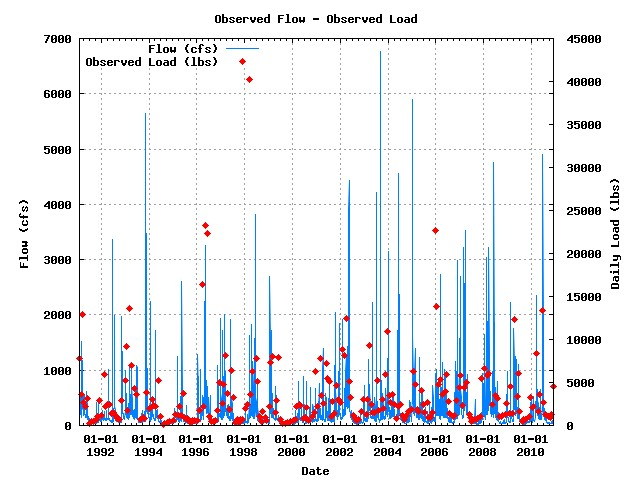 Observed Flow - Observed Load
Flow (cfs)
Observed Load (lbs)
7000
6000
5000
4000
3000
2000
1000
0
Flow (cfs)
45000
40000
35000
30000
25000
20000
15000
10000
5000
0
Daily Load (lbs)
01-01 01-01 01-01 01-01 01-01 01-01 01-01 01-01 01-01 01-01
1992 1994 1996 1998 2000 2002 2004 2006 2008 2010
Date